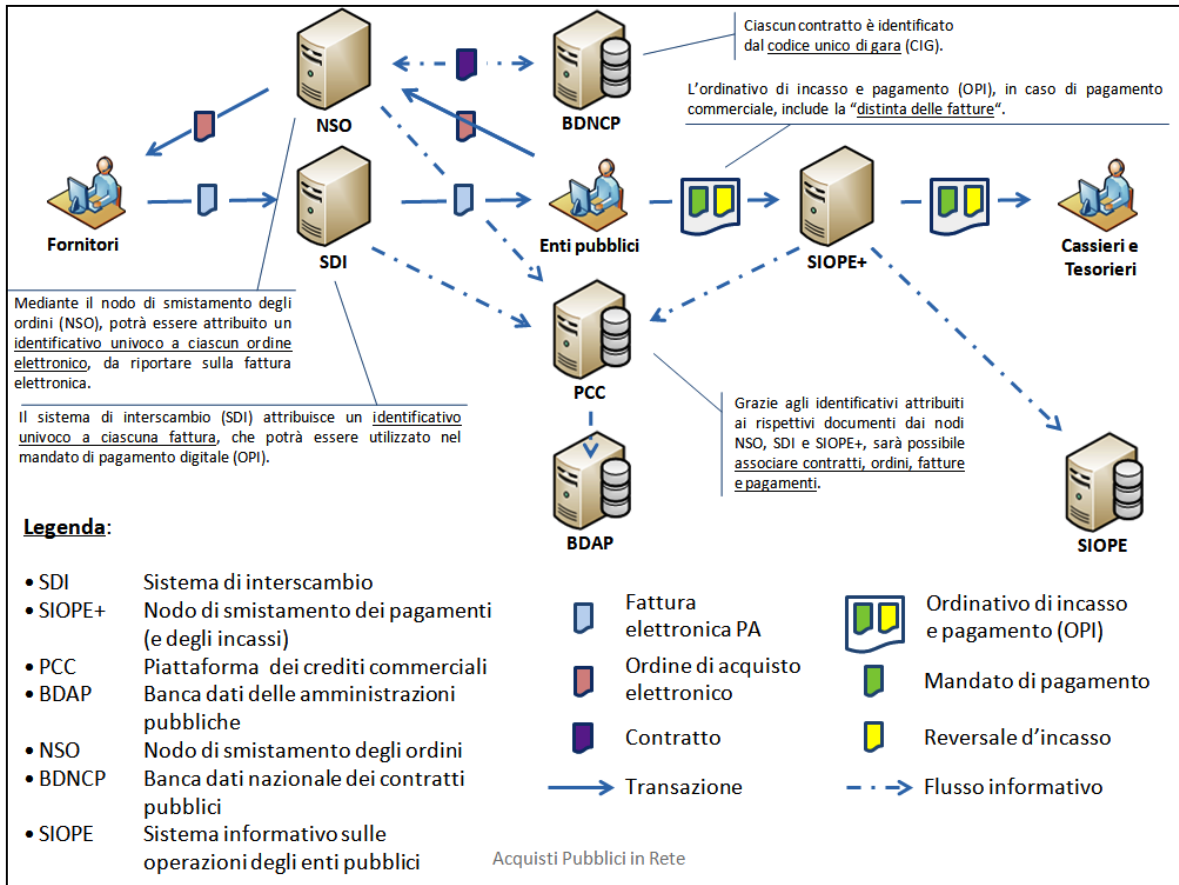 Ciascun contratto è identificato
dal codice unico di gara (CIG).
NSO
BDNCP
L'ordinativo di incasso e pagamento (OPI), in caso di pagamento
commerciale, include la "distinta delle fatture".
Fornitori
SDI
Enti pubblici
SIOPE+
Cassieri e
Tesorieri
Mediante il nodo di smistamento degli
ordini (NSO), potrà essere attribuito un
identificativo univoco a ciascun ordine
elettronico, da riportare sulla fattura
elettronica.
PCC
Il sistema di interscambio (SDI) attribuisce un identificativo
univoco a ciascuna fattura, che potrà essere utilizzato nel
mandato di pagamento digitale (OPI).
Grazie agli identificativi attribuiti
ai rispettivi documenti dai nodi
NSO, SDI e SIOPE+, sarà possibile
associare contratti, ordini, fatture
e pagamenti.
BDAP
SIOPE
Legenda:
• SDI Sistema di interscambio
• SIOPE+ Nodo di smistamento dei pagamenti
(e degli incassi)
• PCC Piattaforma dei crediti commerciali
• BDAP Banca dati delle amministrazioni
pubbliche
• NSO Nodo di smistamento degli ordini
• BDNCP Banca dati nazionale dei contratti
pubblici
• SIOPE Sistema informativo sulle
operazioni degli enti pubblici
Fattura
elettronica PA
Ordine di acquisto
elettronico
Contratto
Transazione
Ordinativo di incasso
e pagamento (OPI)
Mandato di pagamento
Reversale d'incasso
Flusso informativo
Acquisti Pubblici in Rete